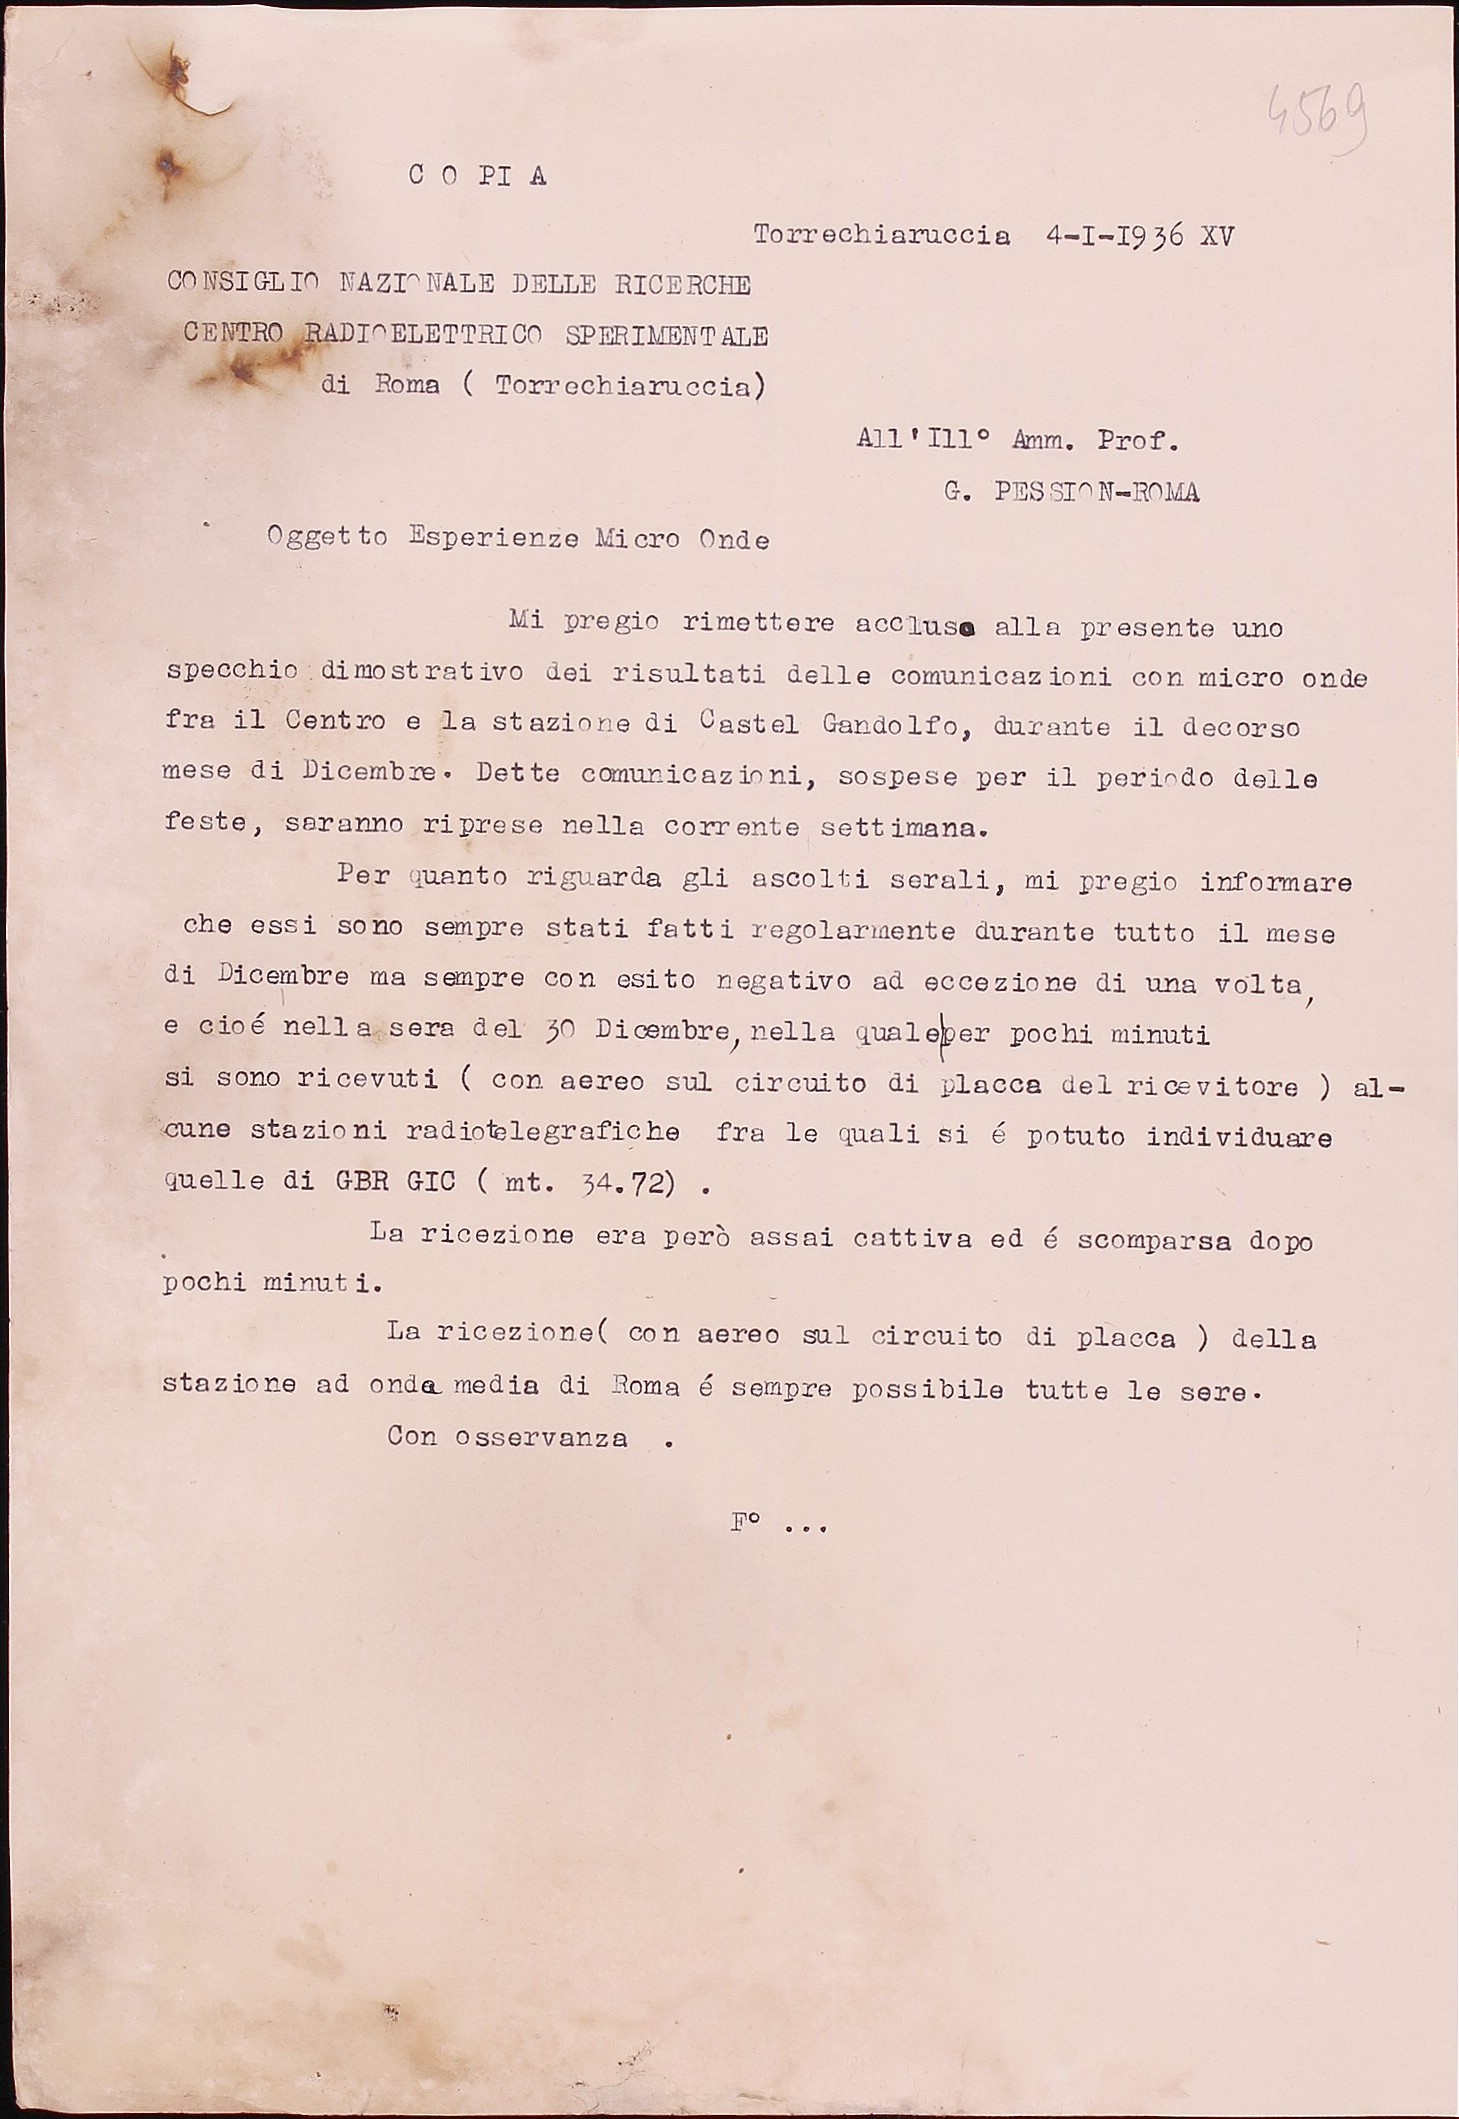 4569
C O PI A
Torrechiaruccia 4-I-1936 XV
CONSIGLIO NAZIONALE DELLE RICERCHE
CENTRO RADIOELETTRICO SPERIMENTALE
di Roma ( Torrechiaruccia)
All'Ill° Amm. Prof.
G. PESSION-ROMA
Oggetto Esperienze Micro Onde
Mi pregio rimettere accluso alla presente uno
specchio dimostrativo dei risultati delle comunicazioni con micro onde
fra il Centro e la stazione di Castel Gandolfo, durante il decorso
mese di Dicembre. Dette comunicazioni, sospese per il periodo delle
feste, saranno riprese nella corrente settimana.
Per quanto riguarda gli ascolti serali, mi pregio informare
che essi sono sempre stati fatti regolarmente durante tutto il mese
di Dicembre ma sempre con esito negativo ad eccezione di una volta,
e cioé nella sera del 30 Dicembre, nella quale|per pochi minuti
si sono ricevuti ( con aereo sul circuito di placca del ricevitore ) al-
cune stazioni radiotelegrafiche fra le quali si é potuto individuare
quelle di GBR GIC ( mt. 34.72) .
La ricezione era però assai cattiva ed é scomparsa dopo
pochi minuti.
La ricezione( con aereo sul circuito di placca ) della
stazione ad onda media di Roma é sempre possibile tutte le sere.
Con osservanza .
F° ...